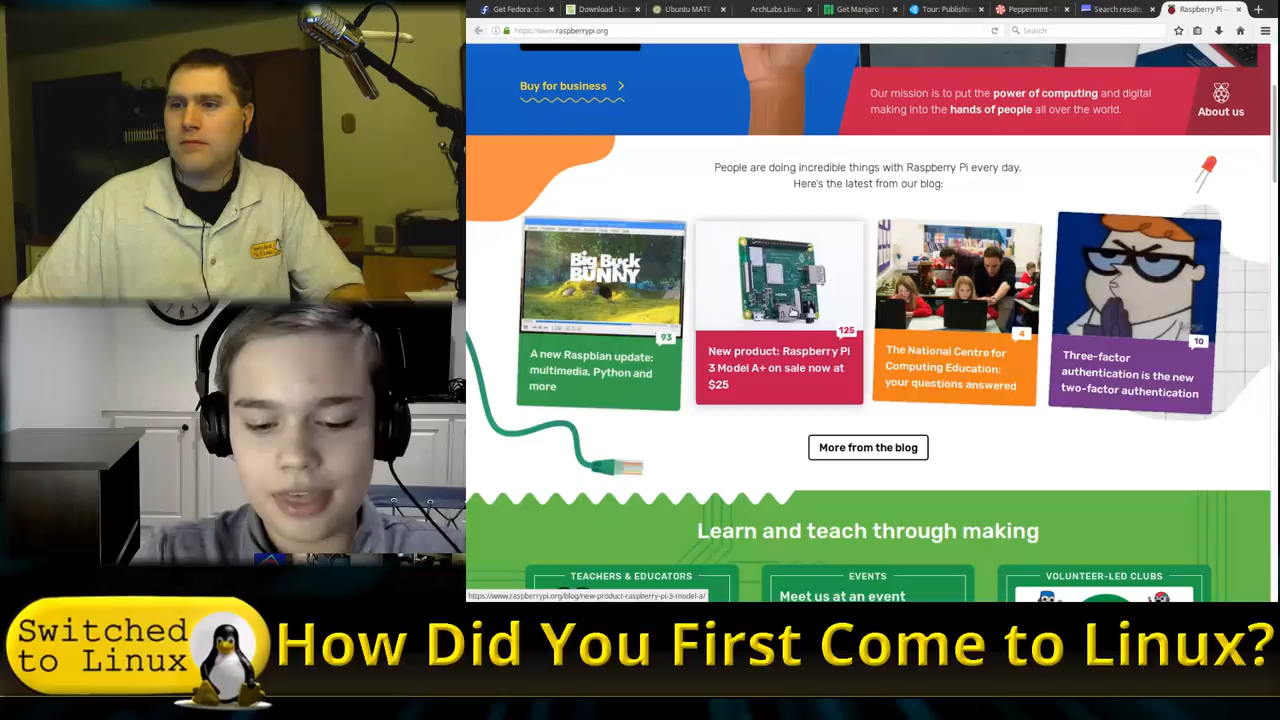 Get Fedora: do
Download - Lin
Ubuntu MATE
ArchLabs Linux
Get Manjaro
Tour: Publishin
Peppermint -
Search results
Raspberry Pi —
https://www.raspberrypi.org
Search
Buy for business
Our mission is to put the power of computing and digital
making into the hands of people all over the world.
About us
People are doing incredible things with Raspberry Pi every day.
Here's the latest from our blog:
Big Buck
BUNNY
93
A new Raspbian update:
multimedia, Python and
more
125
New product: Raspberry Pi
3 Model A+ on sale now at
$25
4
The National Centre for
Computing Education:
your questions answered
10
Three-factor
authentication is the new
two-factor authentication
More from the blog
Learn and teach through making
TEACHERS & EDUCATORS
EVENTS
Meet us at an event
VOLUNTEER-LED CLUBS
https://www.raspberrypi.org/blog/new-product-raspberry-pi-3-model-a/
Switched
to Linux
How Did You First Come to Linux?